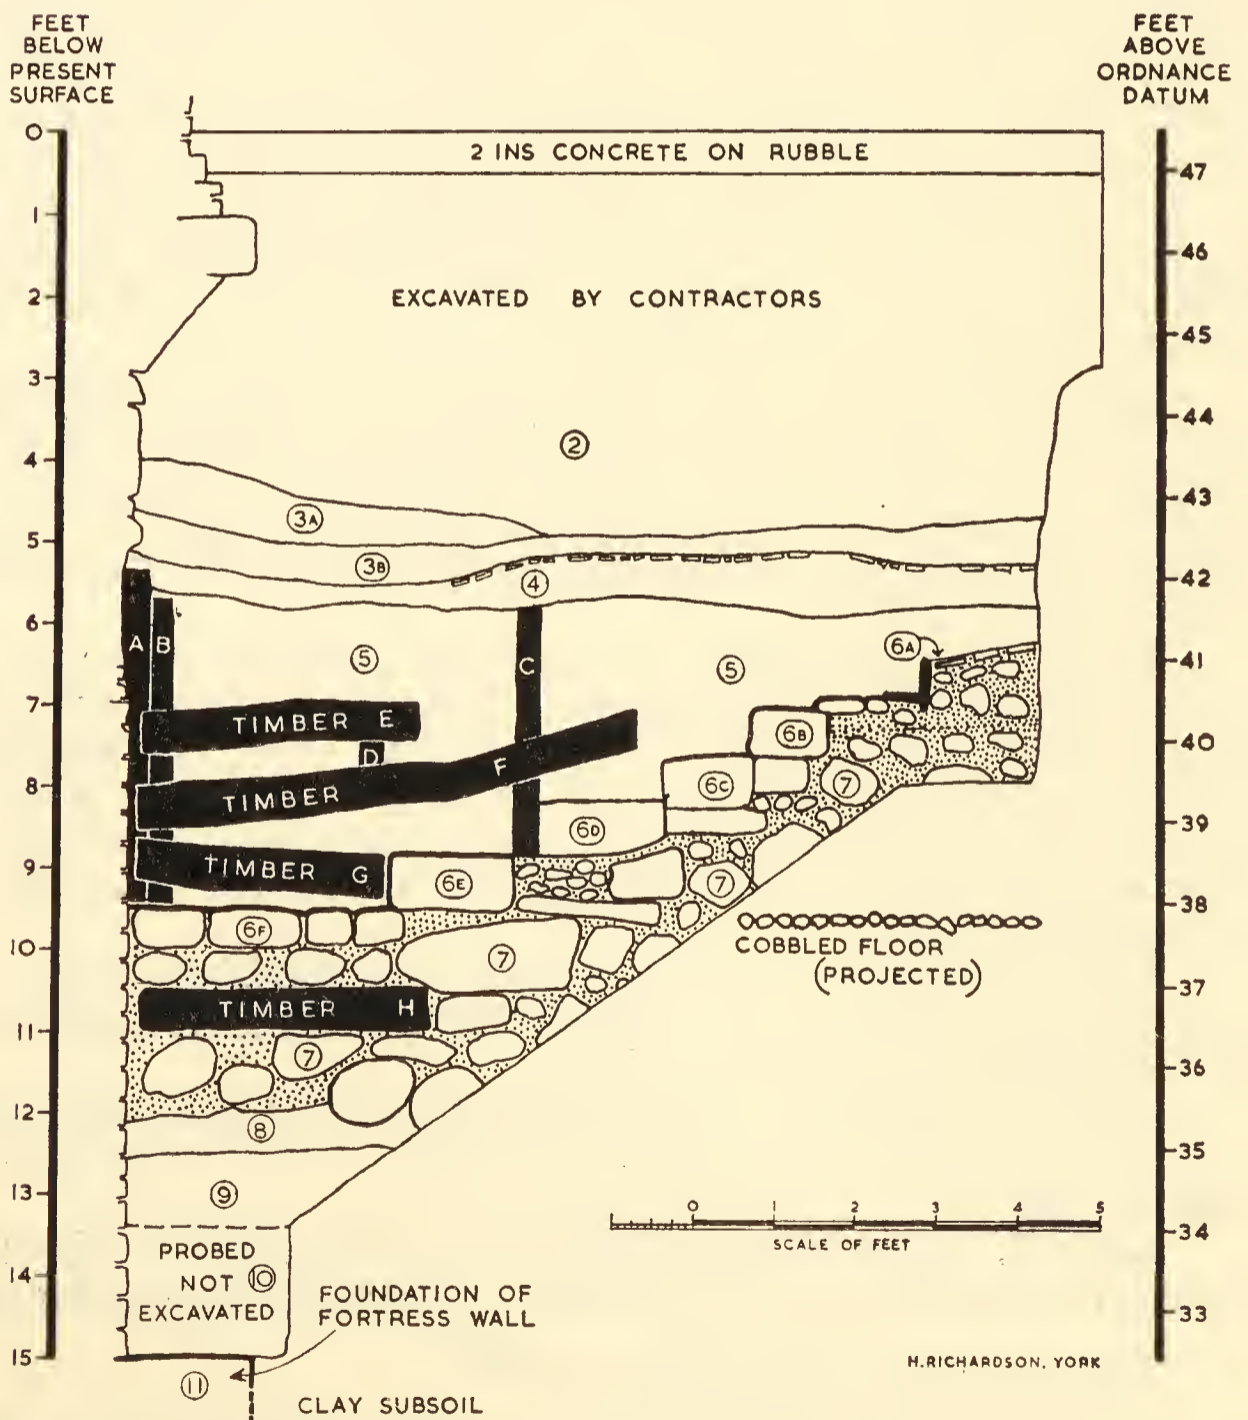 FEET
BELOW
PRESENT
SURFACE
FEET
ABOVE
ORDNANCE
DATUM
0
1
2
3
4
5
6
7
8
9
10
11
12
13
14
15
47
46
45
44
43
42
41
40
39
38
37
36
35
34
33
2 INS CONCRETE ON RUBBLE
EXCAVATED BY CONTRACTORS
2
3A
3B
4
A B
5
C
5
6A
TIMBER E
D
6B
TIMBER F
6C
7
6D
TIMBER G
6E
7
6F
7
COBBLED FLOOR
(PROJECTED)
TIMBER H
7
8
9
PROBED
NOT 10
EXCAVATED
FOUNDATION OF
FORTRESS WALL
11
CLAY SUBSOIL
0 1 2 3 4 5
SCALE OF FEET
H. RICHARDSON, YORK